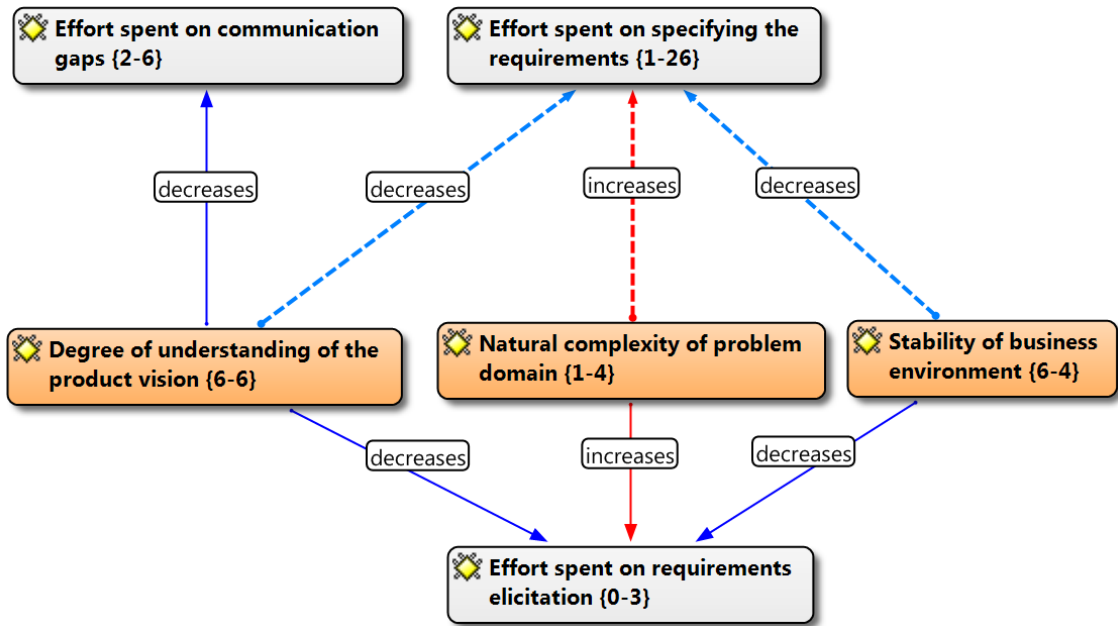 Effort spent on communication
gaps {2-6}
Effort spent on specifying the
requirements {1-26}
decreases
decreases
increases
decreases
Degree of understanding of the
product vision {6-6}
Natural complexity of problem
domain {1-4}
Stability of business
environment {6-4}
decreases
increases
decreases
Effort spent on requirements
elicitation {0-3}